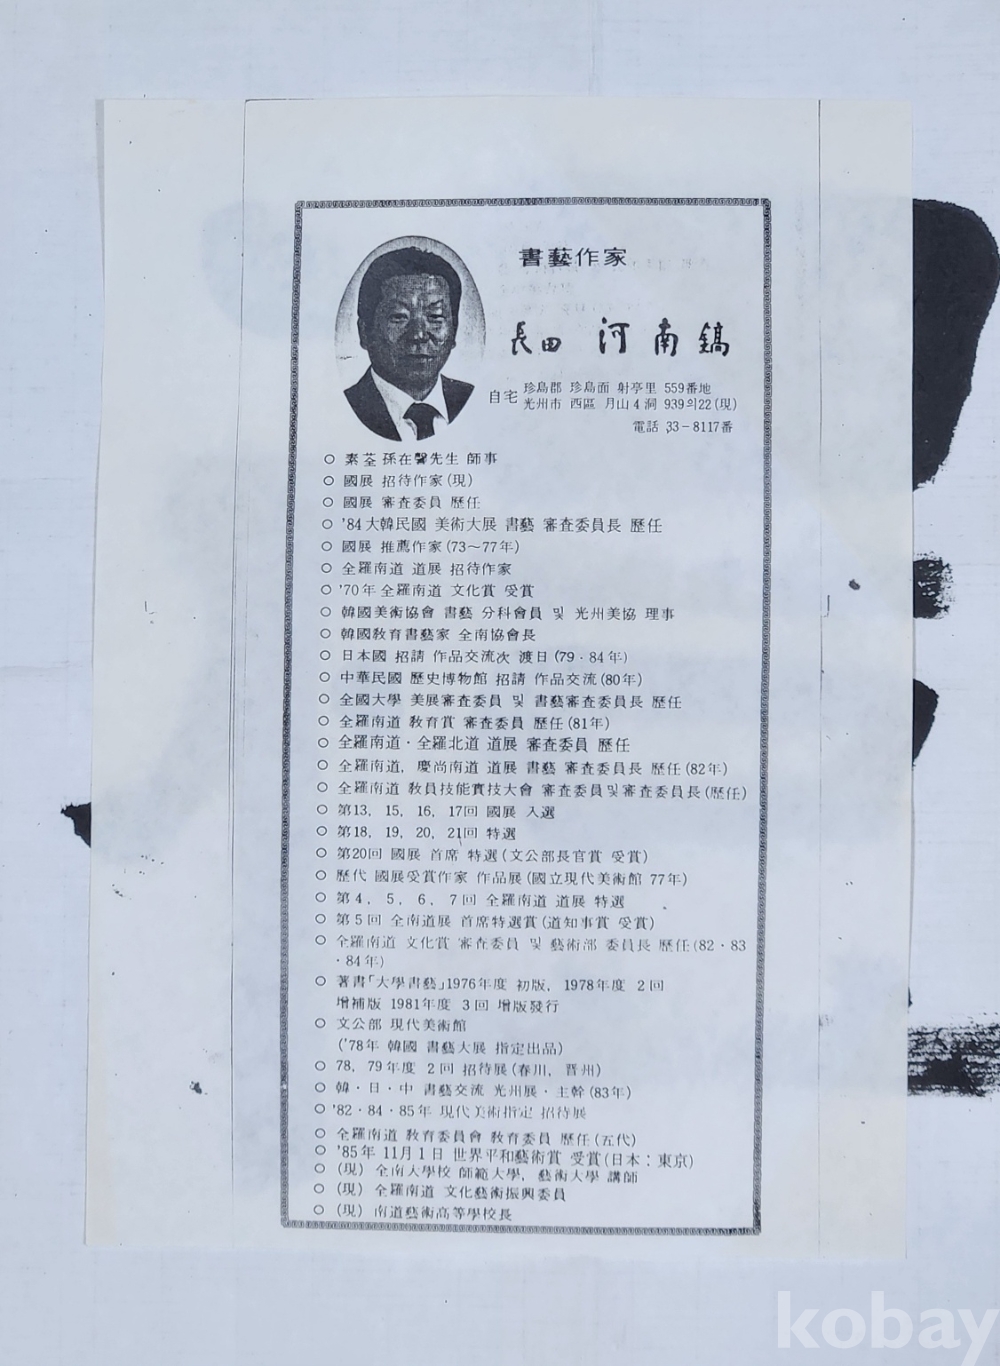 書藝作家
長田 河南鎬
自宅 珍島郡 珍島面 射亭里 559番地
光州市 西區 月山4洞 939의22(現)
電話 33-8117番
○ 素荃 孫在馨先生 師事
○ 國展 招待作家(現)
○ 國展 審査委員 歷任
○ '84大韓民國 美術大展 書藝 審査委員長 歷任
○ 國展 推薦作家(73~77年)
○ 全羅南道 道展 招待作家
○ '70年 全羅南道 文化賞 受賞
○ 韓國美術協會 書藝 分科會員 및 光州美協 理事
○ 韓國敎育書藝家 全南協會長
○ 日本國 招請 作品交流次 渡日(79·84年)
○ 中華民國 歷史博物館 招請 作品交流(80年)
○ 全國大學 美展審査委員 및 書藝審査委員長 歷任
○ 全羅南道 敎育賞 審査委員 歷任(81年)
○ 全羅南道·全羅北道 道展 審査委員 歷任
○ 全羅南道, 慶尙南道 道展 書藝 審査委員長 歷任(82年)
○ 全羅南道 敎員技能實技大會 審査委員및審査委員長(歷任)
○ 第13, 15, 16, 17回 國展 入選
○ 第18, 19, 20, 21回 特選
○ 第20回 國展 首席 特選(文公部長官賞 受賞)
○ 歷代 國展受賞作家 作品展(國立現代美術館 77年)
○ 第4, 5, 6, 7回 全羅南道 道展 特選
○ 第5回 全南道展 首席特選賞(道知事賞 受賞)
○ 全羅南道 文化賞 審査委員 및 藝術部 委員長 歷任(82·83
·84年)
○ 著書「大學書藝」1976年度 初版, 1978年度 2回
增補版 1981年度 3回 增版發行
○ 文公部 現代美術館
('78年 韓國 書藝大展 指定出品)
○ 78, 79年度 2回 招待展(春川, 晋州)
○ 韓·日·中 書藝交流 光州展·主幹(83年)
○ '82·84·85年 現代美術指定 招待展
○ 全羅南道 敎育委員會 敎育委員 歷任(五代)
○ '85年 11月1日 世界平和藝術賞 受賞(日本:東京)
○ (現) 全南大學校 師範大學, 藝術大學 講師
○ (現) 全羅南道 文化藝術振興委員
○ (現) 南道藝術高等學校長
kobay